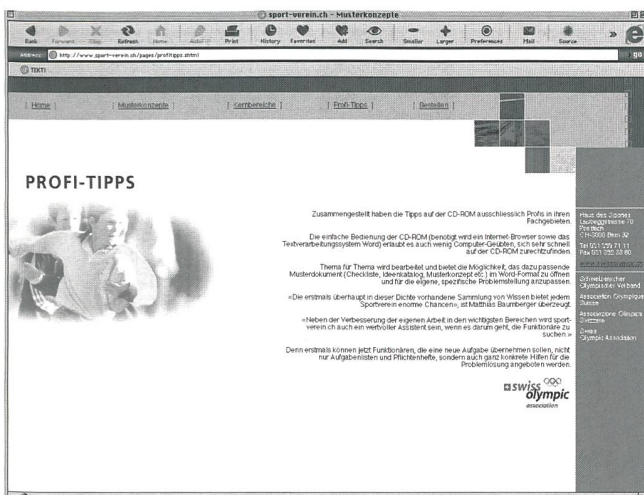 sport-verein.ch – Musterkonzepte
Back Forward Stop Refresh Home AutoFill Print History Favorites Add Search Smaller Larger Preferences Mail Source
Address: http://www.sport-verein.ch/pages/profitipps.shtml go
TEXT1
[ Home ] [ Musterkonzepte ] [ Kernbereiche ] [ Profi-Tipps ] [ Bestellen ]
PROFI-TIPPS
Zusammengestellt haben die Tipps auf der CD-ROM ausschliesslich Profis in ihren
Fachgebieten.
Die einfache Bedienung der CD-ROM (benötigt wird ein Internet-Browser sowie das
Textverarbeitungssystem Word) erlaubt es auch wenig Computer-Geübten, sich sehr schnell
auf der CD-ROM zurechtzufinden.
Thema für Thema wird bearbeitet und bietet die Möglichkeit, das dazu passende
Musterdokument (Checkliste, Ideenkatalog, Musterkonzept etc.) im Word-Format zu öffnen
und für die eigene, spezifische Problemstellung anzupassen.
«Die erstmals überhaupt in dieser Dichte vorhandene Sammlung von Wissen bietet jedem
Sportverein enorme Chancen», ist Matthias Baumberger überzeugt.
«Neben der Verbesserung der eigenen Arbeit in den wichtigsten Bereichen wird sport-
verein.ch auch ein wertvoller Assistent sein, wenn es darum geht, die Funktionäre zu
suchen.»
Denn erstmals können jetzt Funktionären, die eine neue Aufgabe übernehmen sollen, nicht
nur Aufgabenlisten und Pflichtenhefte, sondern auch ganz konkrete Hilfen für die
Problemlösung angeboten werden.
swiss
olympic
association
Haus des Sportes
Laubeggstrasse 70
Postfach
CH-3000 Bern 32
Schweizerischer
Olympischer Verband
Association Olympique
Suisse
Associazione Olimpica
Svizzera
Swiss
Olympic Association